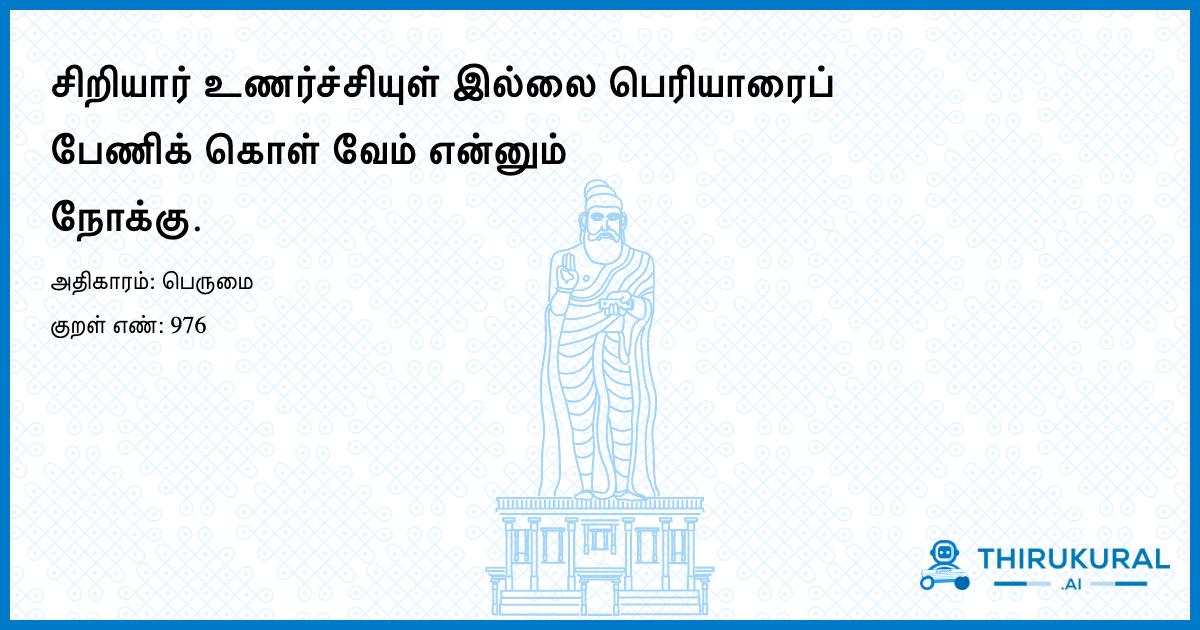 சிறியார் உணர்ச்சியுள் இல்லை பெரியாரைப்
பேணிக் கொள் வேம் என்னும்
நோக்கு.
அதிகாரம்: பெருமை
குறள் எண்: 976
THIRUKURAL
.AI